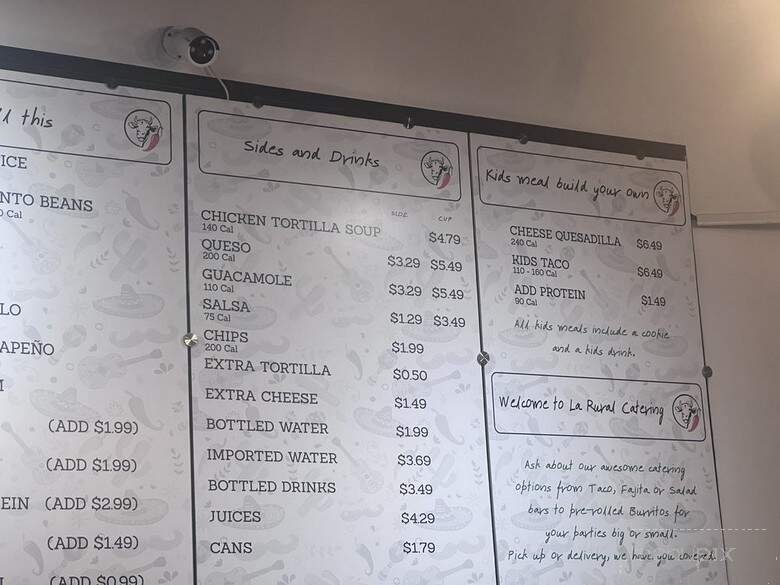 ll this
ICE
NTO BEANS
0 Cal
LO
APEÑO
(ADD $1.99)
(ADD $1.99)
EIN (ADD $2.99)
(ADD $1.49)
(ADD $0.99)
Sides and Drinks
SIDE CUP
CHICKEN TORTILLA SOUP $4.79
140 Cal
QUESO $3.29 $5.49
200 Cal
GUACAMOLE $3.29 $5.49
110 Cal
SALSA $1.29 $3.49
75 Cal
CHIPS $1.99
200 Cal
EXTRA TORTILLA $0.50
EXTRA CHEESE $1.49
BOTTLED WATER $1.99
IMPORTED WATER $3.69
BOTTLED DRINKS $3.49
JUICES $4.29
CANS $1.79
Kids meal build your own
CHEESE QUESADILLA $6.49
240 Cal
KIDS TACO $6.49
110 - 160 Cal
ADD PROTEIN $1.49
90 Cal
All kids meals include a cookie
and a kids drink.
Welcome to La Rural Catering
Ask about our awesome catering
options from Taco, Fajita or Salad
bars to pre-rolled Burritos for
your parties big or small.
Pick up or delivery, we have you covered.